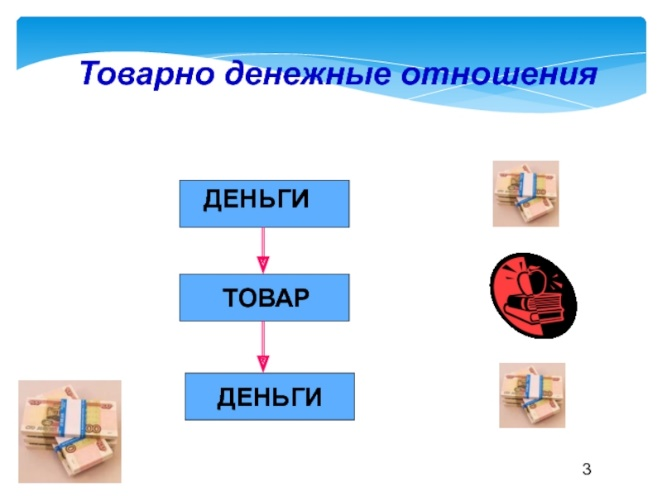 Товарно денежные отношения
ДЕНЬГИ
ТОВАР
ДЕНЬГИ
3